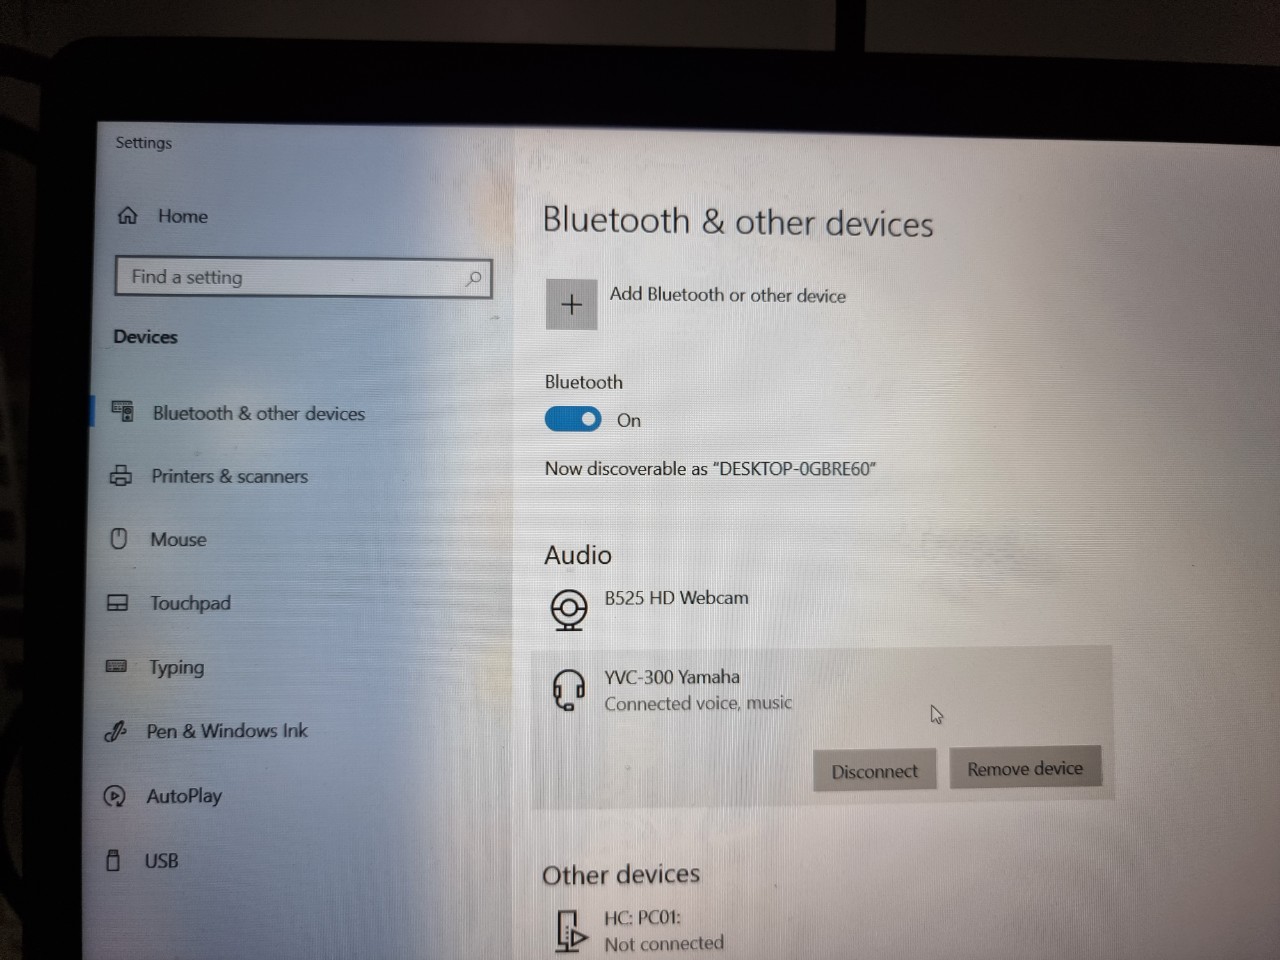 Settings
Home
Find a setting
Devices
Bluetooth & other devices
Printers & scanners
Mouse
Touchpad
Typing
Pen & Windows Ink
AutoPlay
USB
Bluetooth & other devices
Add Bluetooth or other device
Bluetooth
On
Now discoverable as "DESKTOP-0GBRE60"
Audio
B525 HD Webcam
YVC-300 Yamaha
Connected voice, music
Disconnect
Remove device
Other devices
HC: PC01:
Not connected